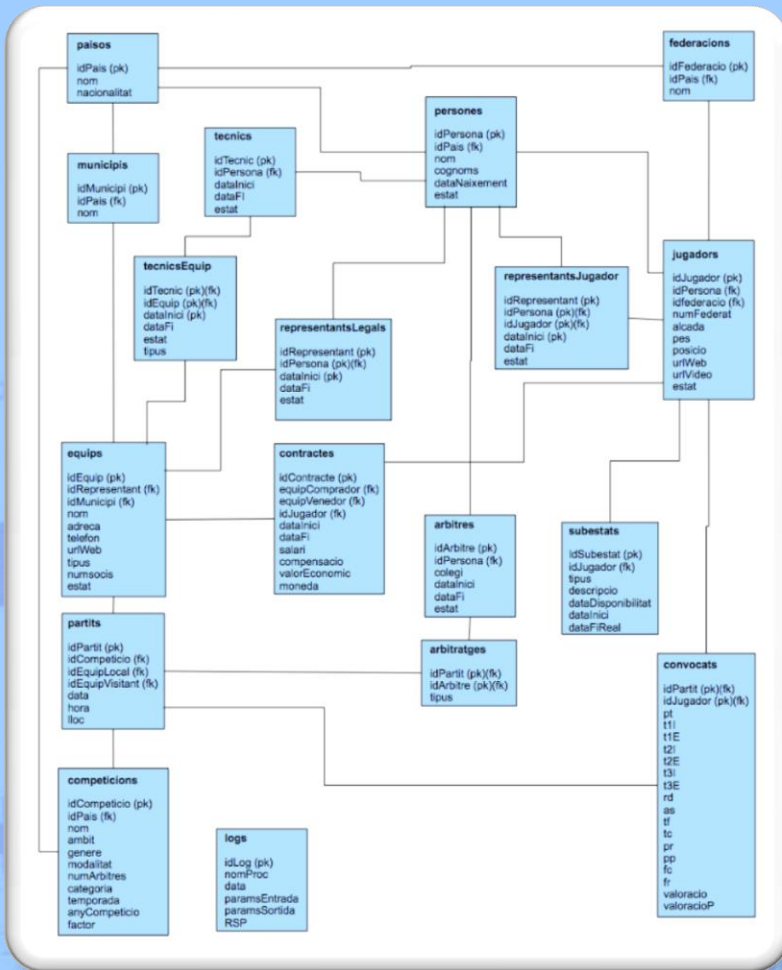 països
idPais (pk)
nom
nacionalitat
federacions
idFederacio (pk)
idPais (fk)
nom
persones
idPersona (pk)
idPais (fk)
nom
cognoms
dataNaixement
estat
tecnics
idTecnic (pk)
idPersona (fk)
dataInici
dataFI
estat
municipis
idMunicipi (pk)
idPais (fk)
nom
tecnicsEquip
idTecnic (pk)(fk)
idEquip (pk)(fk)
dataInici (pk)
dataFi
estat
tipus
representantsLegals
idRepresentant (pk)
idPersona (pk)(fk)
dataInici (pk)
dataFi
estat
representantsJugador
idRepresentant (pk)
idPersona (pk)(fk)
idJugador (pk)(fk)
dataInici (pk)
dataFi
estat
jugadors
idJugador (pk)
idPersona (fk)
idfederacio (fk)
numFederat
alcada
pes
posicio
urlWeb
urlVideo
estat
equips
idEquip (pk)
idRepresentant (fk)
idMunicipi (fk)
nom
adreca
telefon
urlWeb
tipus
numsocis
estat
contractes
idContracte (pk)
equipComprador (fk)
equipVenedor (fk)
idJugador (fk)
dataInici
dataFi
salari
compensacio
valorEconomic
moneda
arbitres
idArbitre (pk)
idPersona (fk)
colegi
dataInici
dataFi
estat
subestats
idSubestat (pk)
idJugador (fk)
tipus
descripcio
dataDisponibilitat
dataInici
dataFiReal
partits
idPartit (pk)
idCompeticio (fk)
idEquipLocal (fk)
idEquipVisitant (fk)
data
hora
lloc
arbitratges
idPartit (pk)(fk)
idArbitre (pk)(fk)
tipus
convocats
idPartit (pk)(fk)
idJugador (pk)(fk)
pt
t1I
t1E
t2I
t2E
t3I
t3E
rd
as
tf
tc
pr
pp
fc
fr
valoracio
valoracioP
competicions
idCompeticio (pk)
idPais (fk)
nom
ambit
genere
modalitat
numArbitres
categoria
temporada
anyCompeticio
factor
logs
idLog (pk)
nomProc
data
paramsEntrada
paramsSortida
RSP